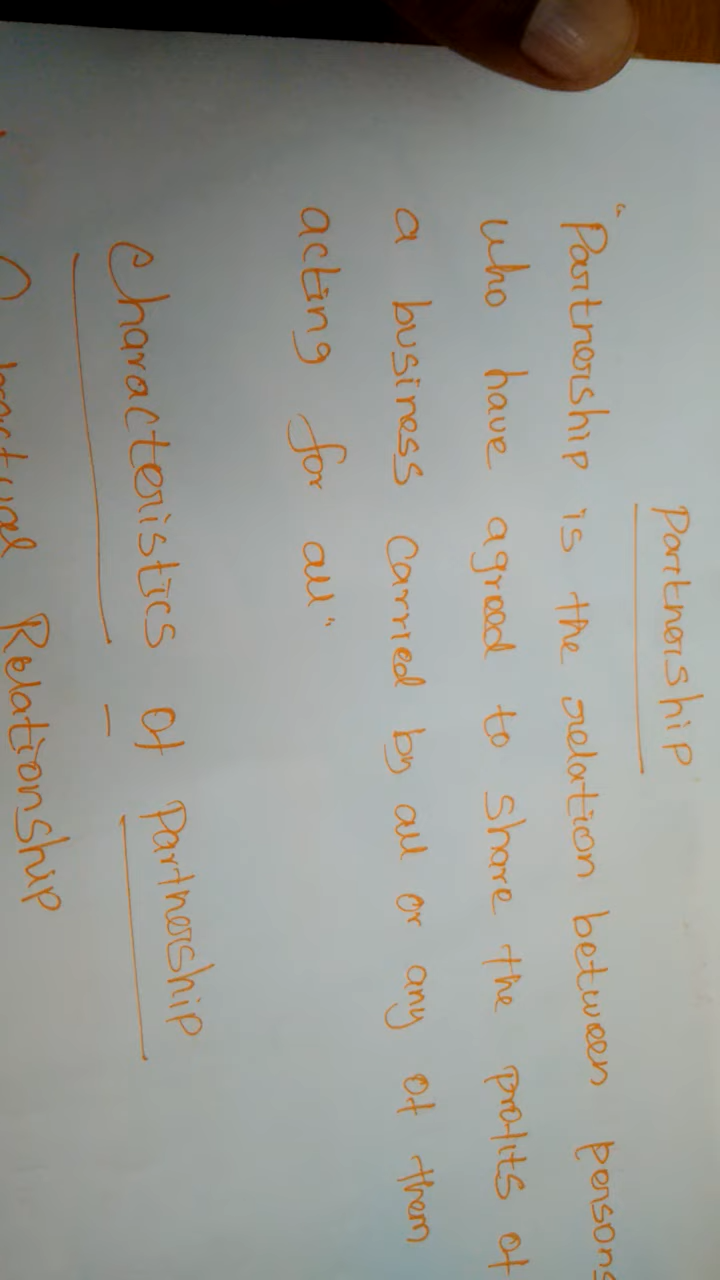 Partnership
"Partnership is the relation between persons
who have agreed to share the profits of
a business carried by all or any of them
acting for all"
Characteristics of Partnership
Relationship